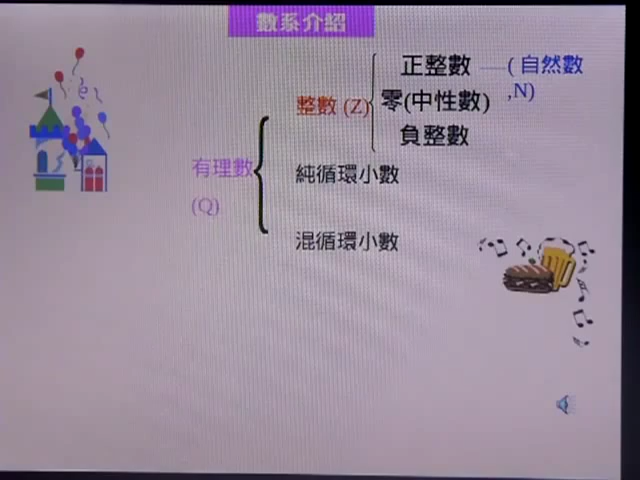 數系介紹
正整數 ( 自然數
,N)
整數 (Z)
零(中性數)
負整數
有理數
(Q)
純循環小數
混循環小數